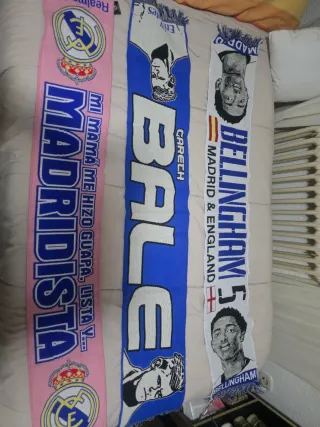 MI MAMÁ ME HIZO GUAPA, LISTA Y...
MADRIDISTA
GARETH
BALE
MADRID
BELLINGHAM 5
MADRID & ENGLAND
BELLINGHAM